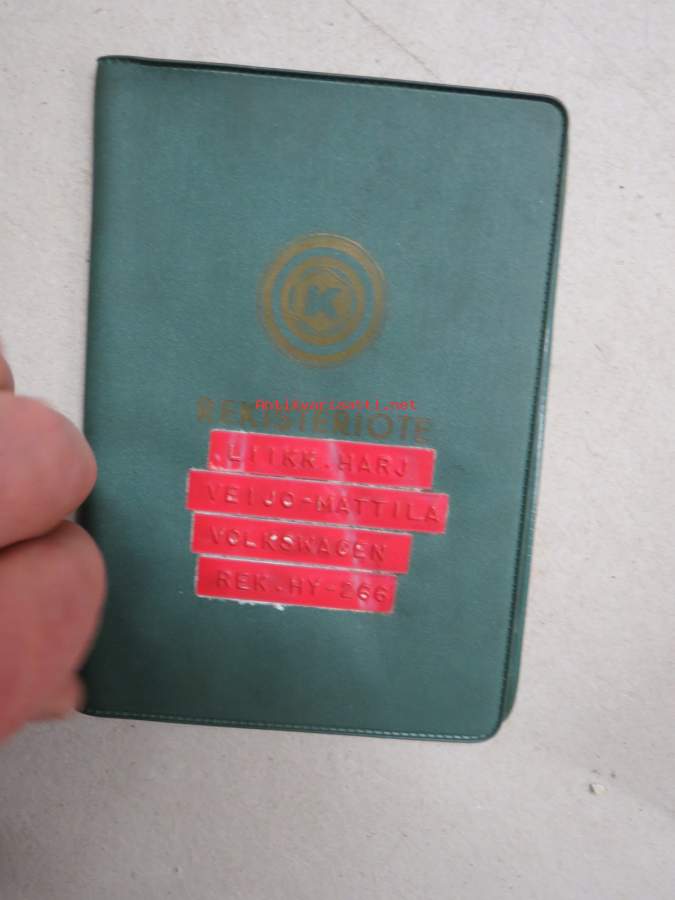 K
Antikvariaatti.net
REKISTERIOTE
LIIKK.HARJ
VEIJO-MATTILA
VOLKSWAGEN
REK.HY-266